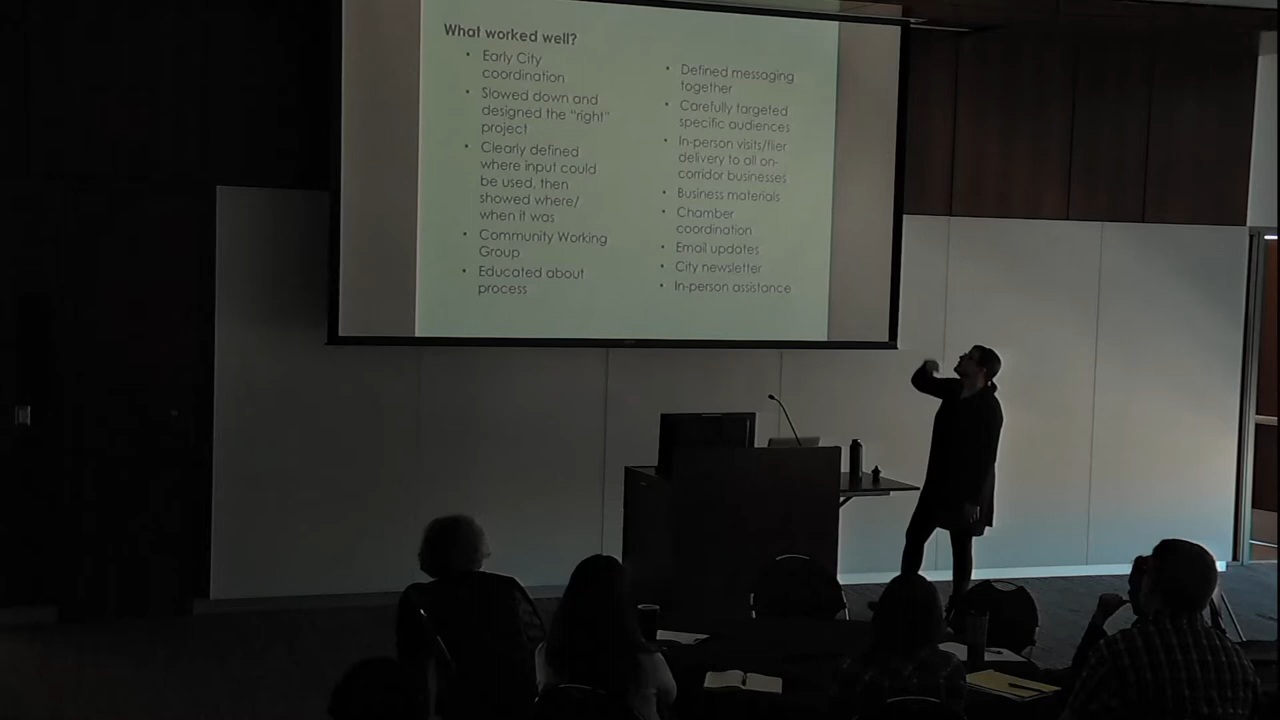 What worked well?
• Early City
coordination
• Slowed down and
designed the "right"
project
• Clearly defined
where input could
be used, then
showed where/
when it was
• Community Working
Group
• Educated about
process
• Defined messaging
together
• Carefully targeted
specific audiences
• In-person visits/flier
delivery to all on-
corridor businesses
• Business materials
• Chamber
coordination
• Email updates
• City newsletter
• In-person assistance